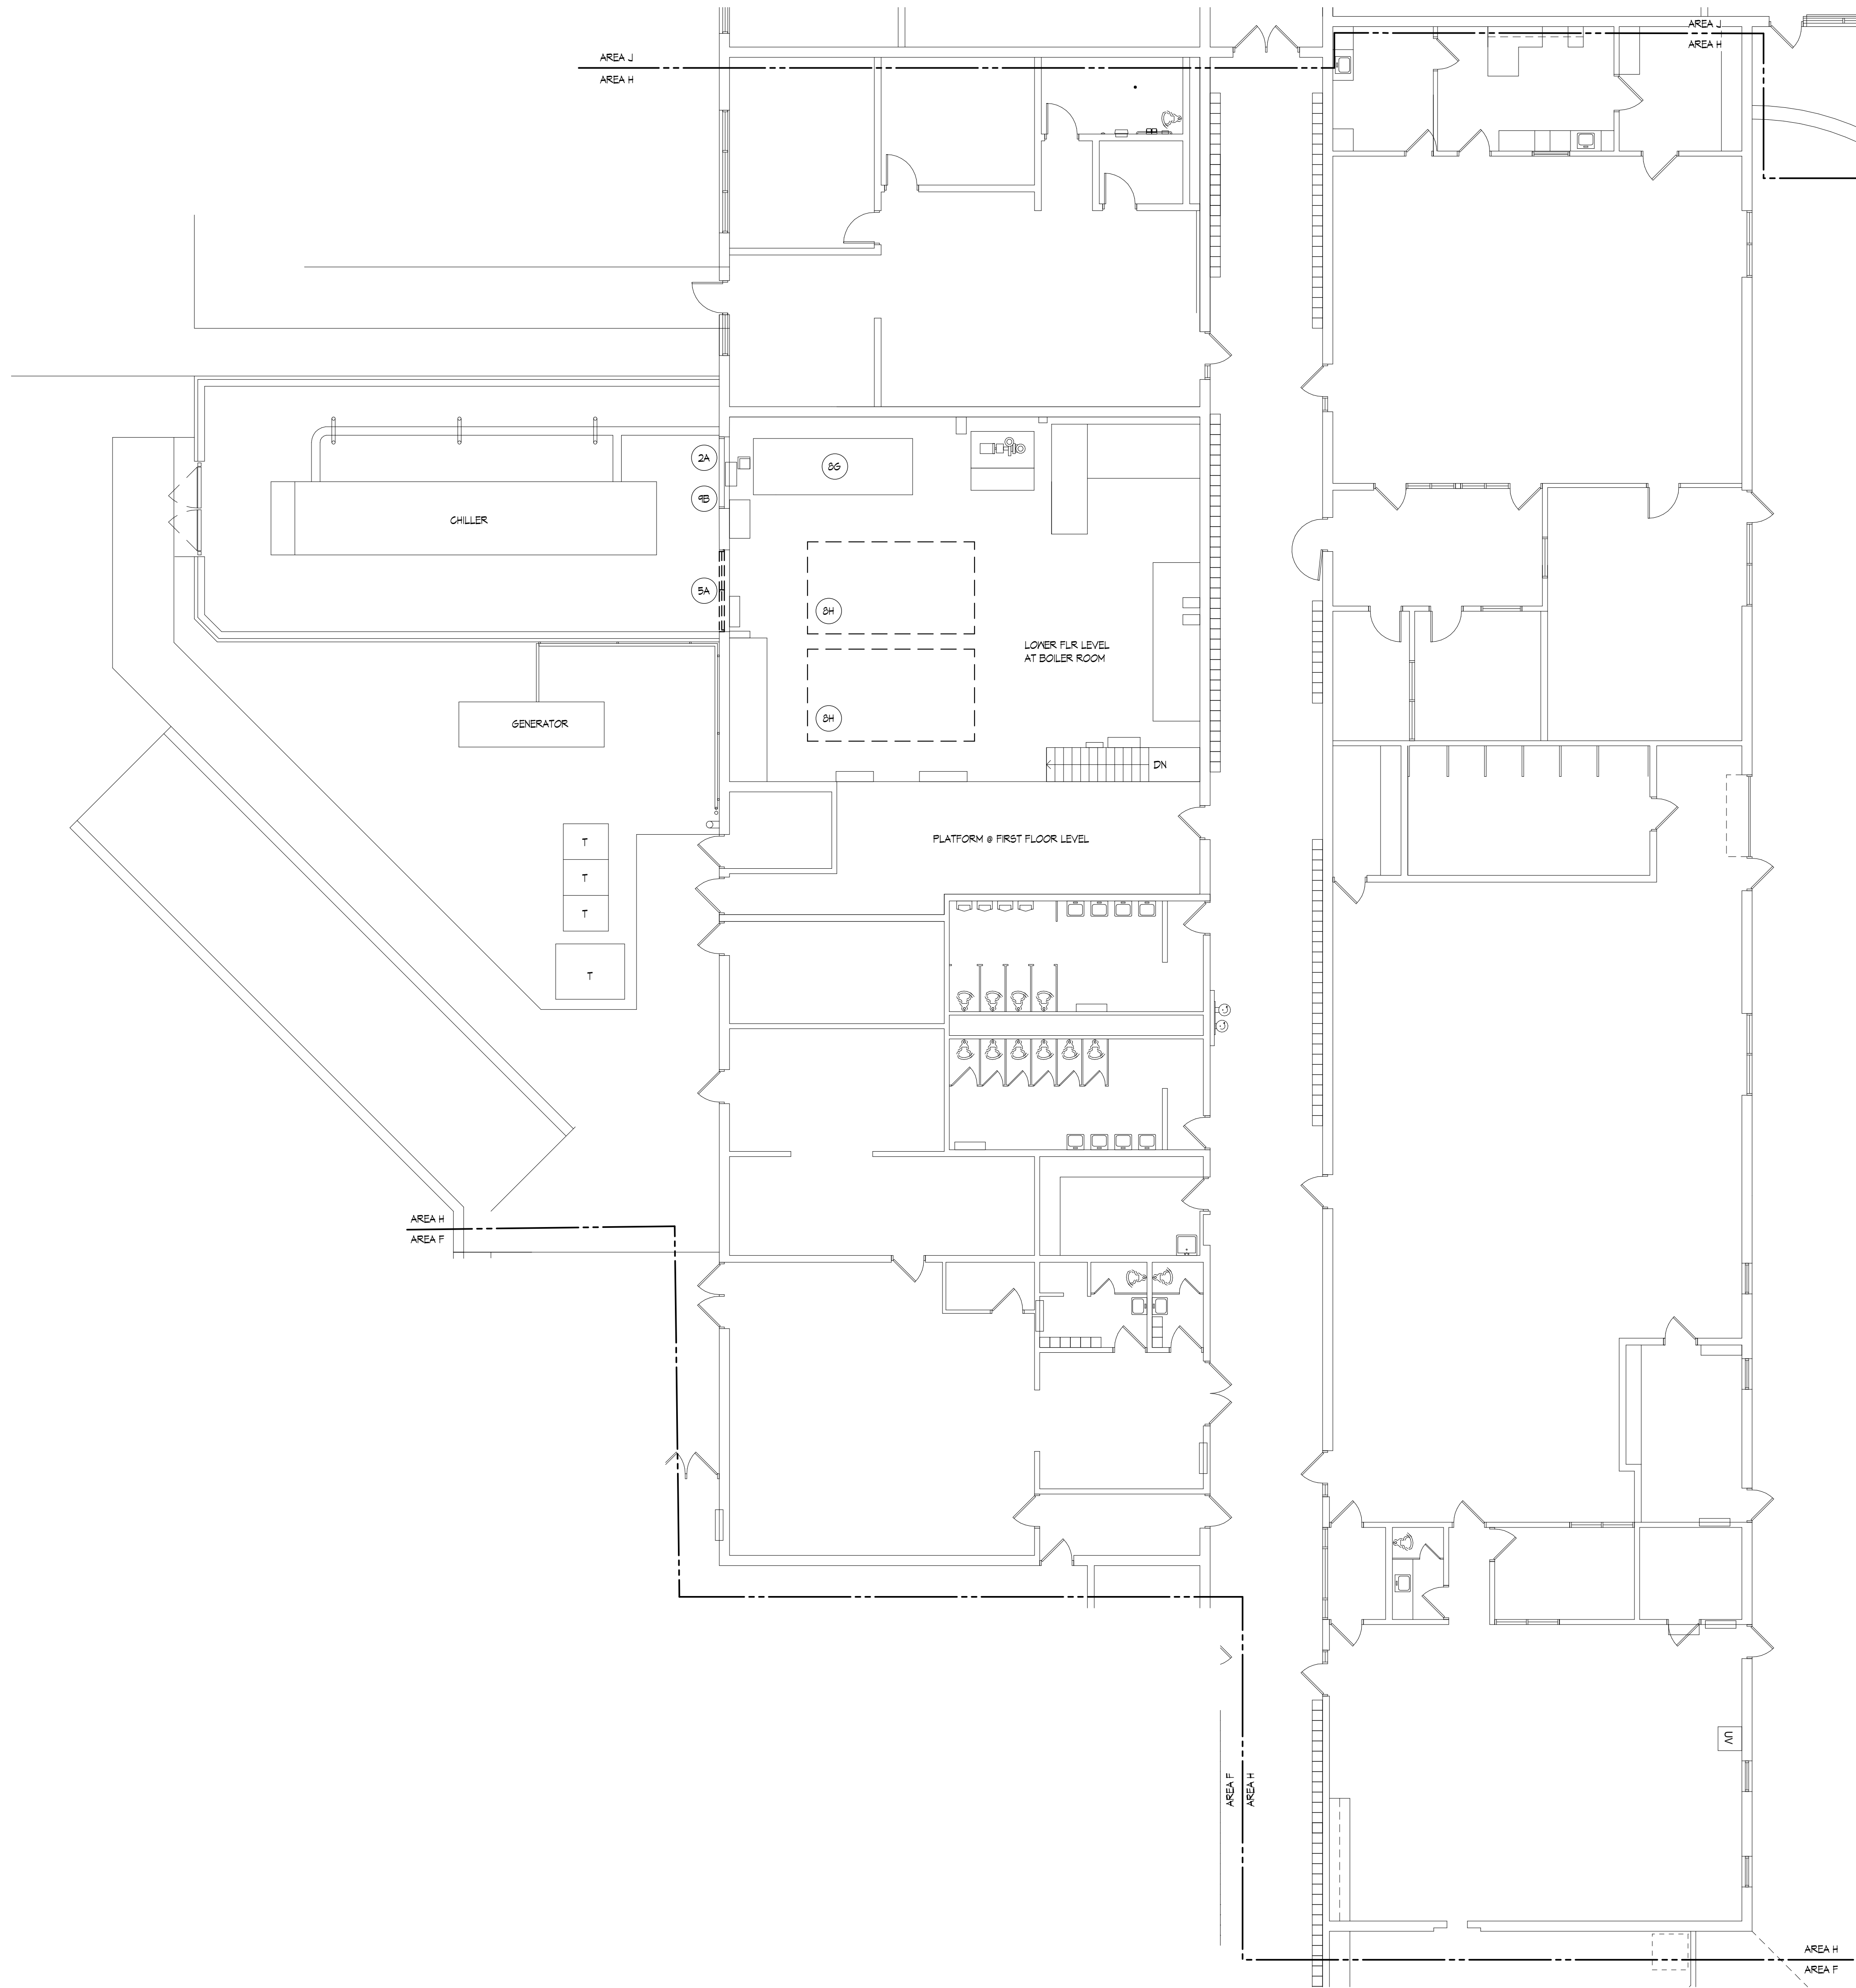 AREA J
AREA H
AREA J
AREA H
2A
8G
9B
CHILLER
5A
8H
LOWER FLR LEVEL
AT BOILER ROOM
8H
GENERATOR
DN
T
PLATFORM @ FIRST FLOOR LEVEL
T
T
T
AREA H
AREA F
UV
AREA F
AREA H
AREA H
AREA F